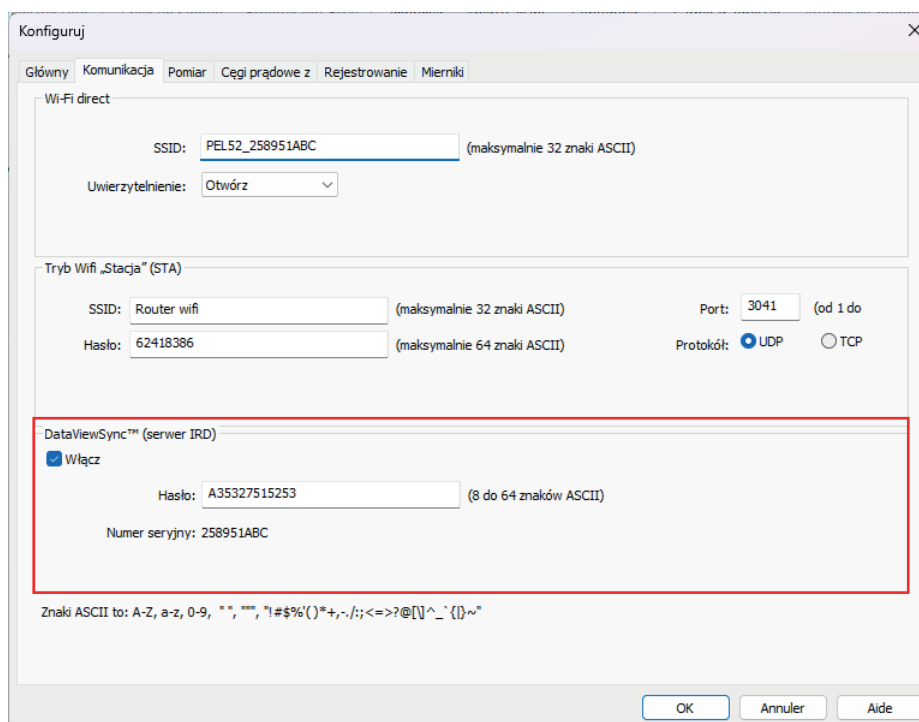 Konfiguruj
Główny Komunikacja Pomiar Cęgi prądowe z Rejestrowanie Mierniki
Wi-Fi direct
SSID: PEL52_258951ABC (maksymalnie 32 znaki ASCII)
Uwierzytelnienie: Otwórz
Tryb Wifi „Stacja” (STA)
SSID: Router wifi (maksymalnie 32 znaki ASCII) Port: 3041 (od 1 do
Hasło: 62418386 (maksymalnie 64 znaki ASCII) Protokół: UDP TCP
DataViewSync™ (serwer IRD)
Włącz
Hasło: A35327515253 (8 do 64 znaków ASCII)
Numer seryjny: 258951ABC
Znaki ASCII to: A-Z, a-z, 0-9, " ", """, "!#$%'()*+,-./:;<=>?@[\]^_`{|}~"
OK Annuler Aide